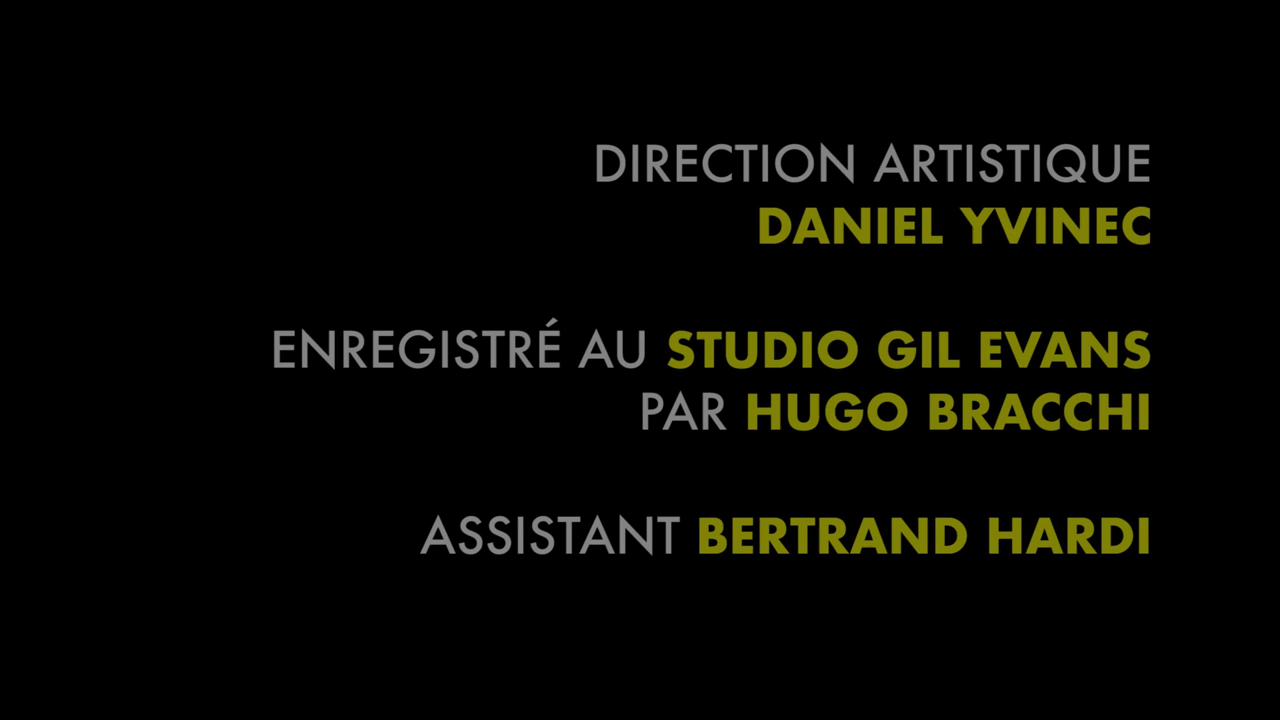 DIRECTION ARTISTIQUE
DANIEL YVINEC
ENREGISTRÉ AU STUDIO GIL EVANS
PAR HUGO BRACCHI
ASSISTANT BERTRAND HARDI